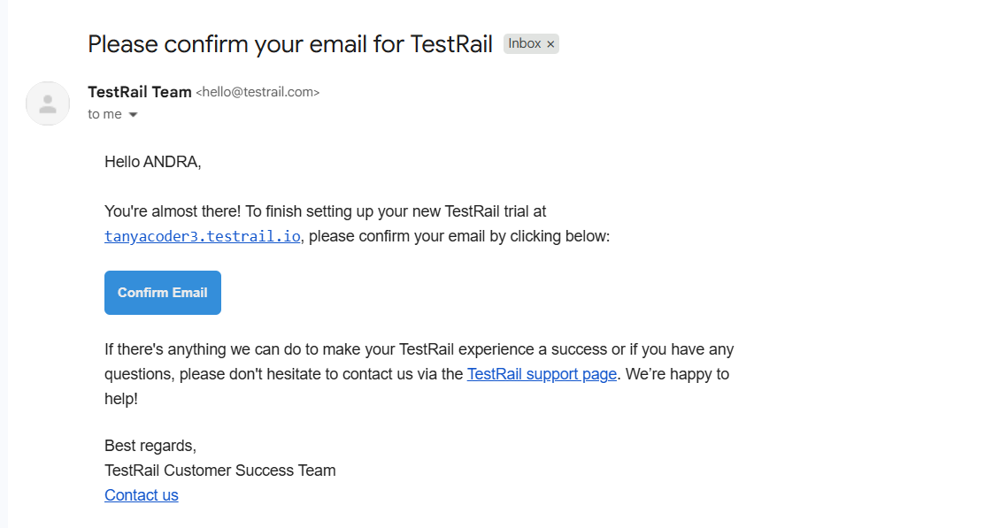 Please confirm your email for TestRail Inbox ×
TestRail Team <hello@testrail.com>
to me
Hello ANDRA,
You're almost there! To finish setting up your new TestRail trial at
tanyacoder3.testrail.io, please confirm your email by clicking below:
Confirm Email
If there's anything we can do to make your TestRail experience a success or if you have any
questions, please don't hesitate to contact us via the TestRail support page. We’re happy to
help!
Best regards,
TestRail Customer Success Team
Contact us